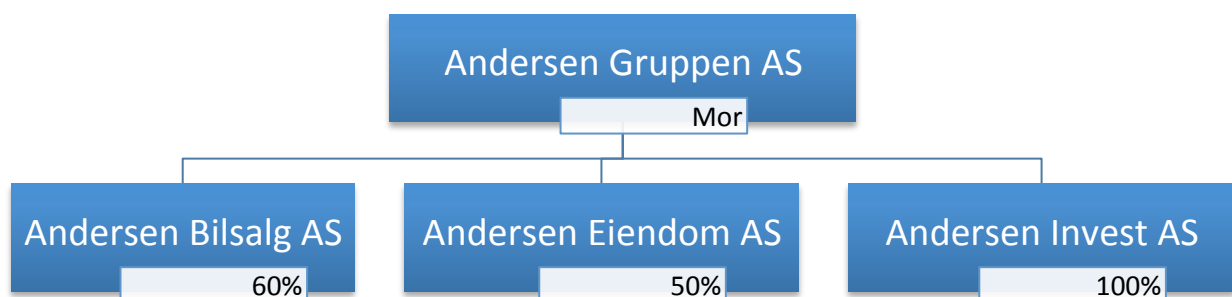 Andersen Gruppen AS
Mor
Andersen Bilsalg AS
60%
Andersen Eiendom AS
50%
Andersen Invest AS
100%